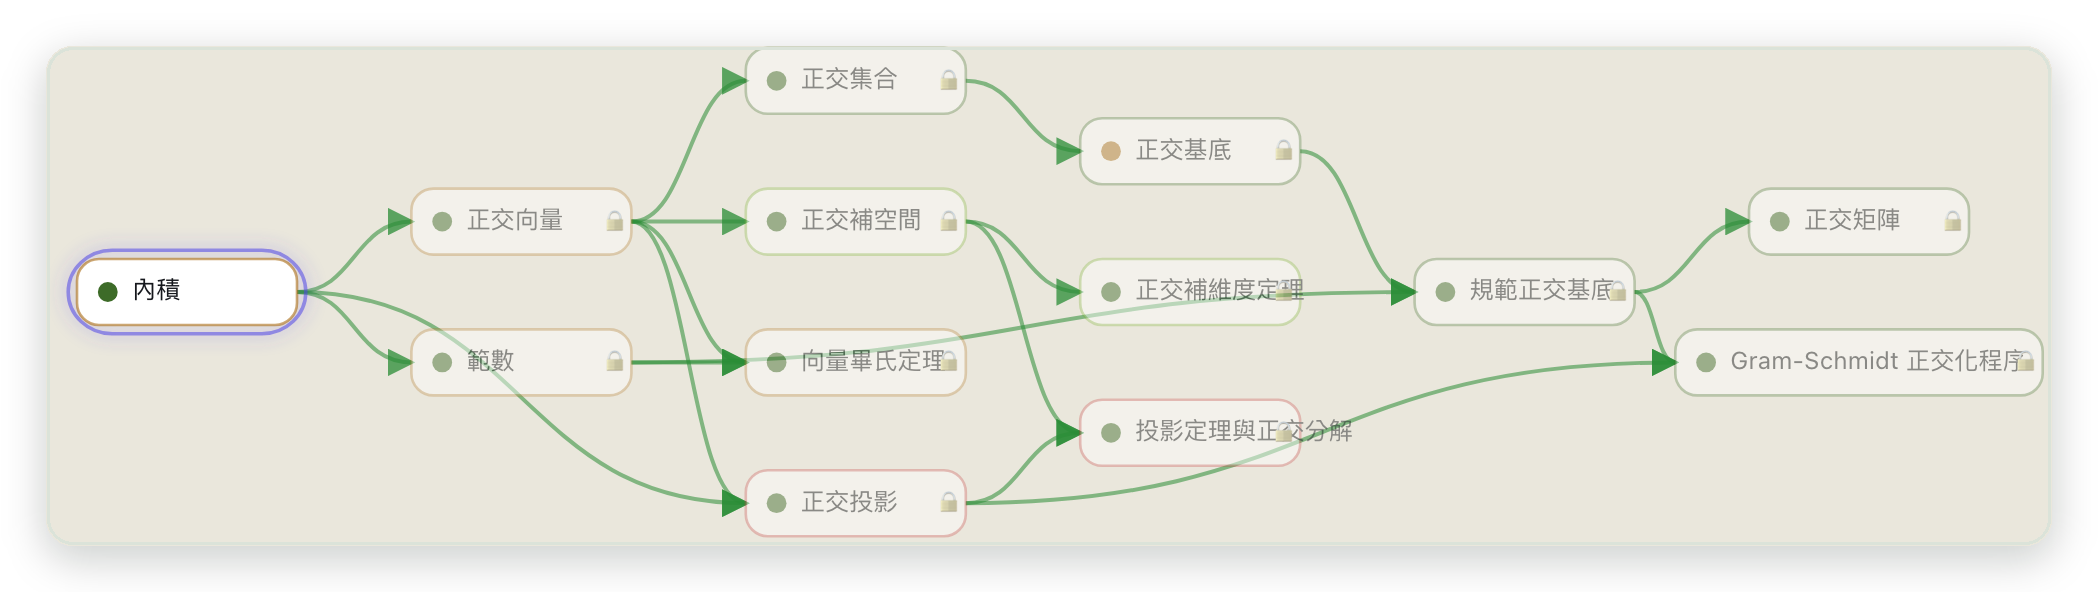 內積
正交向量
範數
正交集合
正交補空間
向量畢氏定理
正交投影
正交基底
正交補維度定理
投影定理與正交分解
規範正交基底
正交矩陣
Gram-Schmidt 正交化程序